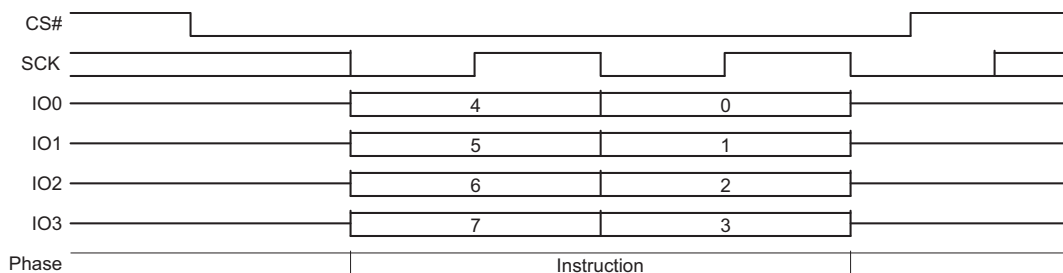 CS#
SCK
IO0 4 0
IO1 5 1
IO2 6 2
IO3 7 3
Phase Instruction